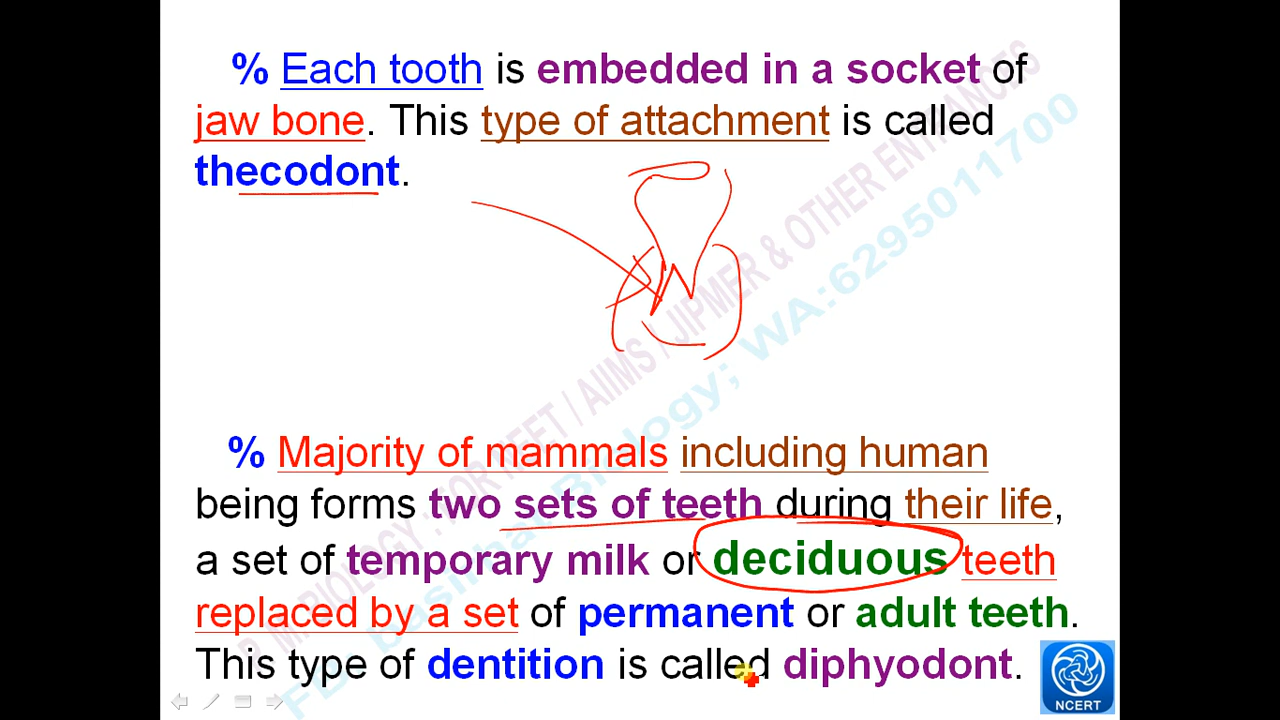 % Each tooth is embedded in a socket of
jaw bone. This type of attachment is called
thecodont.
% Majority of mammals including human
being forms two sets of teeth during their life,
a set of temporary milk or deciduous teeth
replaced by a set of permanent or adult teeth.
This type of dentition is called diphyodont.
NCERT